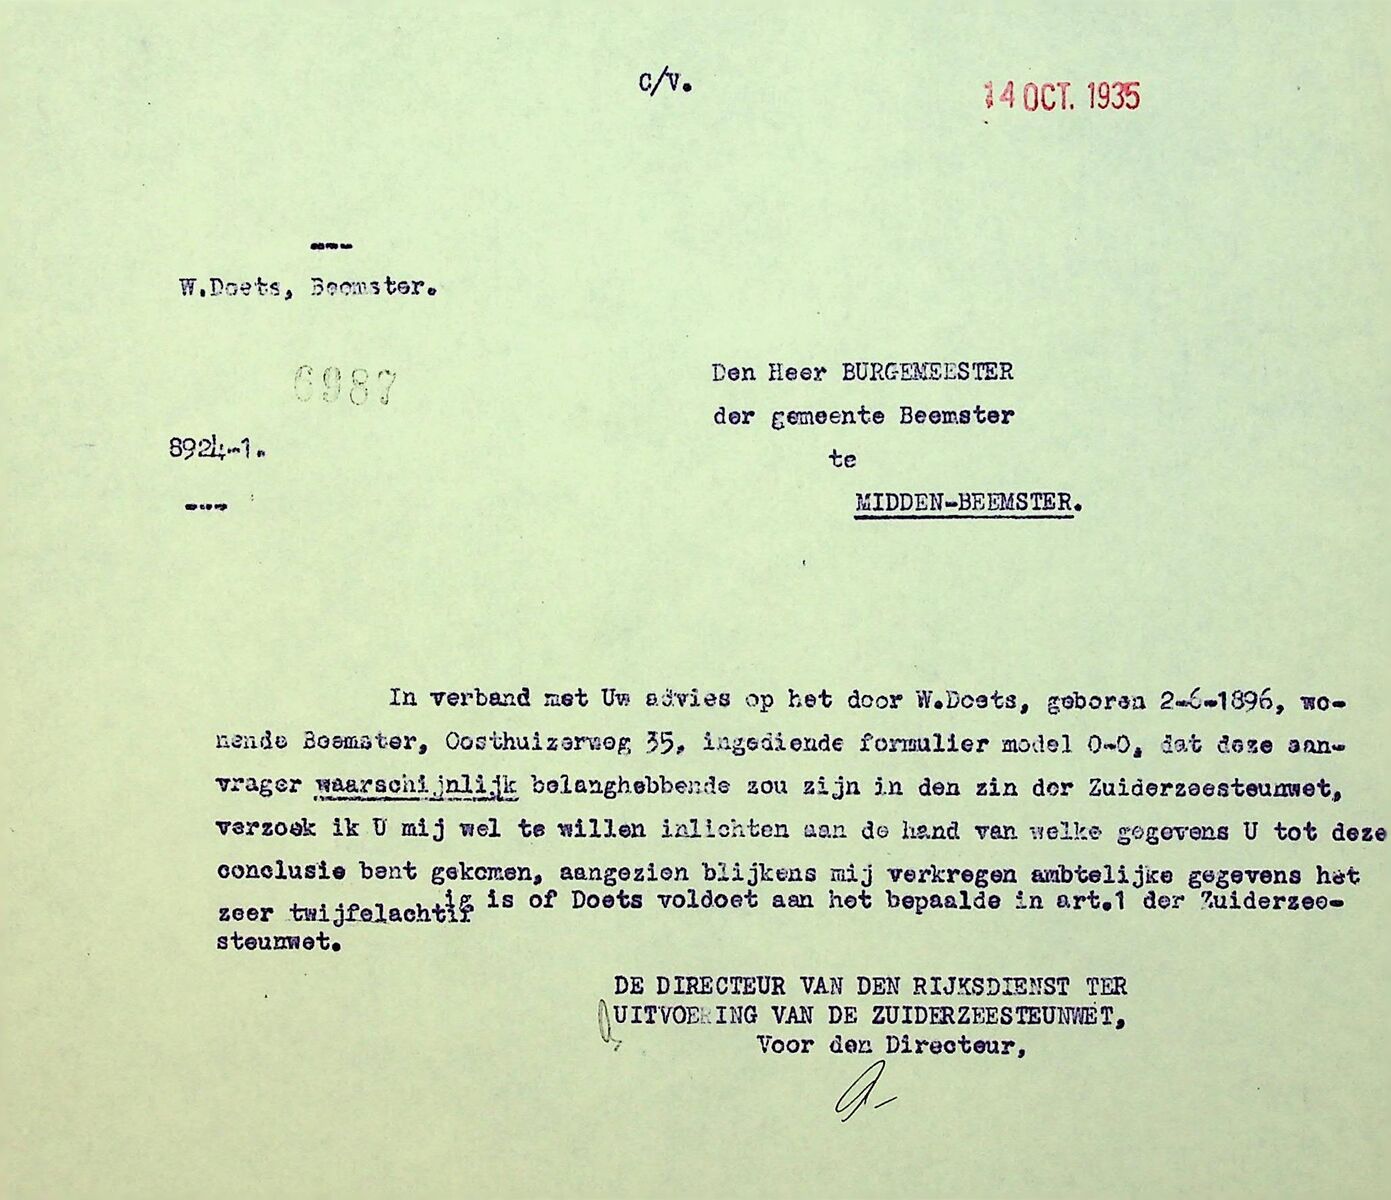 c/v.
14 OCT. 1935
W.Doets, Beemster.
6987
8924-1.
Den Heer BURGEMEESTER
der gemeente Beemster
te
MIDDEN-BEEMSTER.
In verband met Uw advies op het door W.Doets, geboren 2-6-1896, wo-
nende Beemster, Oosthuizerweg 35, ingediende formulier model O-O, dat deze aan-
vrager waarschijnlijk belanghebbende zou zijn in den zin der Zuiderzeesteunwet,
verzoek ik U mij wel te willen inlichten aan de hand van welke gegevens U tot deze
conclusie bent gekomen, aangezien blijkens mij verkregen ambtelijke gegevens het
zeer twijfelachtig is of Doets voldoet aan het bepaalde in art.1 der Zuiderzee-
steunwet.
DE DIRECTEUR VAN DEN RIJKSDIENST TER
UITVOERING VAN DE ZUIDERZEESTEUNWET,
Voor den Directeur,